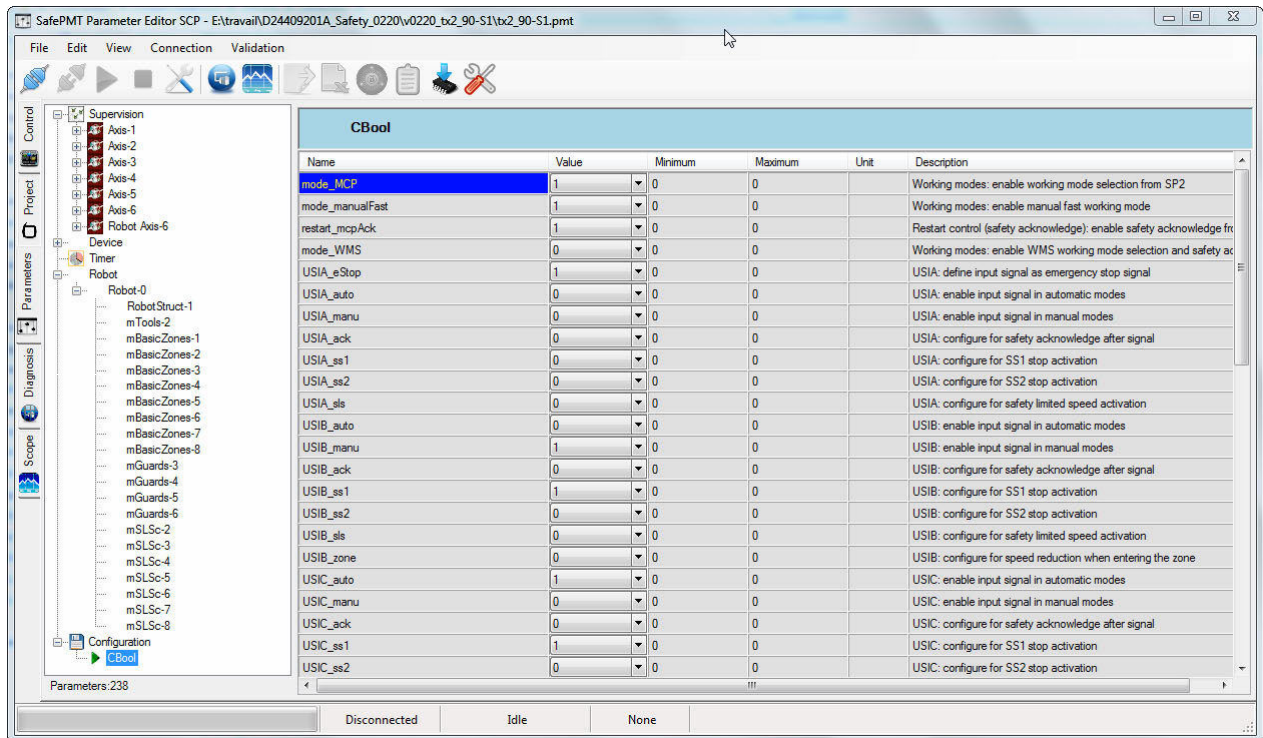 SafePMT Parameter Editor SCP - E:\travail\D24409201A_Safety_0220\v0220_tx2_90-S1\tx2_90-S1.pmt
File Edit View Connection Validation
Control
Project
Parameters
Diagnosis
Scope
Supervision
Axis-1
Axis-2
Axis-3
Axis-4
Axis-5
Axis-6
Robot Axis-6
Device
Timer
Robot
Robot-0
RobotStruct-1
mTools-2
mBasicZones-1
mBasicZones-2
mBasicZones-3
mBasicZones-4
mBasicZones-5
mBasicZones-6
mBasicZones-7
mBasicZones-8
mGuards-3
mGuards-4
mGuards-5
mGuards-6
mSLSc-2
mSLSc-3
mSLSc-4
mSLSc-5
mSLSc-6
mSLSc-7
mSLSc-8
Configuration
CBool
Parameters:238
CBool
Name Value Minimum Maximum Unit Description
mode_MCP 1 0 0 Working modes: enable working mode selection from SP2
mode_manualFast 1 0 0 Working modes: enable manual fast working mode
restart_mcpAck 1 0 0 Restart control (safety acknowledge): enable safety acknowledge fr
mode_WMS 0 0 0 Working modes: enable WMS working mode selection and safety ac
USIA_eStop 1 0 0 USIA: define input signal as emergency stop signal
USIA_auto 0 0 0 USIA: enable input signal in automatic modes
USIA_manu 0 0 0 USIA: enable input signal in manual modes
USIA_ack 0 0 0 USIA: configure for safety acknowledge after signal
USIA_ss1 0 0 0 USIA: configure for SS1 stop activation
USIA_ss2 0 0 0 USIA: configure for SS2 stop activation
USIA_sls 0 0 0 USIA: configure for safety limited speed activation
USIB_auto 0 0 0 USIB: enable input signal in automatic modes
USIB_manu 1 0 0 USIB: enable input signal in manual modes
USIB_ack 0 0 0 USIB: configure for safety acknowledge after signal
USIB_ss1 1 0 0 USIB: configure for SS1 stop activation
USIB_ss2 0 0 0 USIB: configure for SS2 stop activation
USIB_sls 0 0 0 USIB: configure for safety limited speed activation
USIB_zone 0 0 0 USIB: configure for speed reduction when entering the zone
USIC_auto 1 0 0 USIC: enable input signal in automatic modes
USIC_manu 0 0 0 USIC: enable input signal in manual modes
USIC_ack 0 0 0 USIC: configure for safety acknowledge after signal
USIC_ss1 1 0 0 USIC: configure for SS1 stop activation
USIC_ss2 0 0 0 USIC: configure for SS2 stop activation
Disconnected Idle None